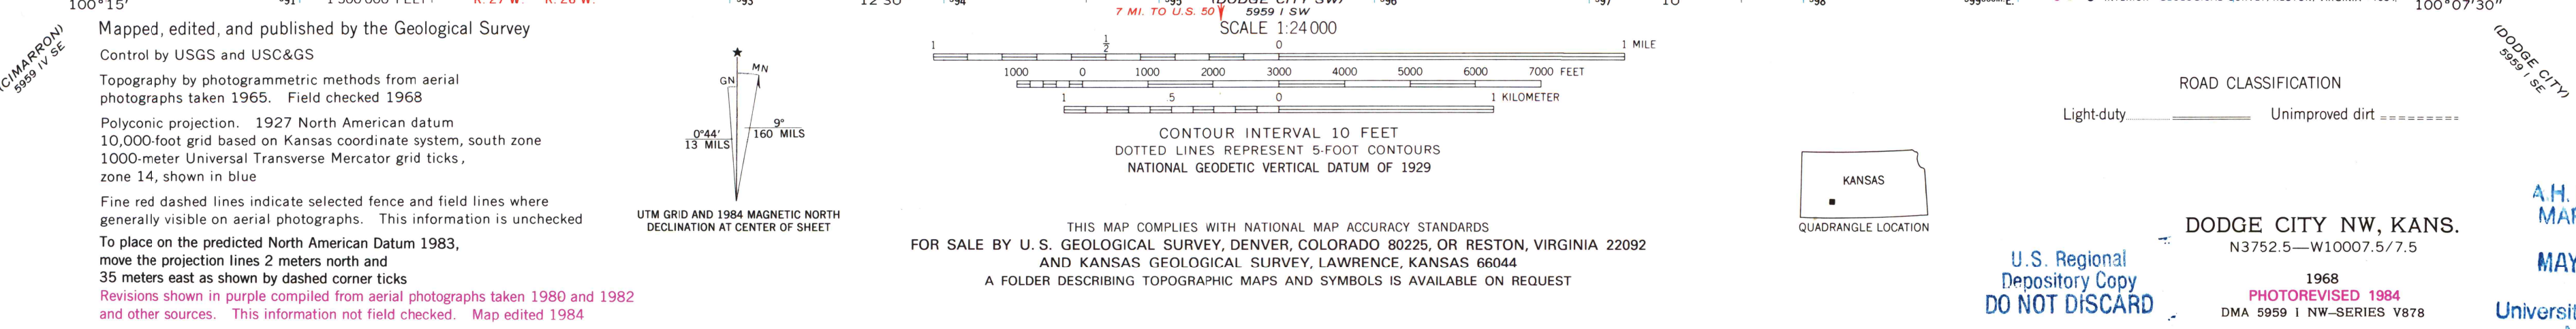 100°15'
R. 27 W. R. 26 W.
12'30"
7 MI. TO U.S. 50
5959 I SW
10'
100°07'30"
(CIMARRON)
5959 IV SE
Mapped, edited, and published by the Geological Survey
Control by USGS and USC&GS
Topography by photogrammetric methods from aerial
photographs taken 1965. Field checked 1968
Polyconic projection. 1927 North American datum
10,000-foot grid based on Kansas coordinate system, south zone
1000-meter Universal Transverse Mercator grid ticks,
zone 14, shown in blue
Fine red dashed lines indicate selected fence and field lines where
generally visible on aerial photographs. This information is unchecked
To place on the predicted North American Datum 1983,
move the projection lines 2 meters north and
35 meters east as shown by dashed corner ticks
Revisions shown in purple compiled from aerial photographs taken 1980 and 1982
and other sources. This information not field checked. Map edited 1984
★
MN
GN
9°
160 MILS
0°44'
13 MILS
UTM GRID AND 1984 MAGNETIC NORTH
DECLINATION AT CENTER OF SHEET
SCALE 1:24 000
1 ½ 0 1 MILE
1000 0 1000 2000 3000 4000 5000 6000 7000 FEET
1 .5 0 1 KILOMETER
CONTOUR INTERVAL 10 FEET
DOTTED LINES REPRESENT 5-FOOT CONTOURS
NATIONAL GEODETIC VERTICAL DATUM OF 1929
THIS MAP COMPLIES WITH NATIONAL MAP ACCURACY STANDARDS
FOR SALE BY U.S. GEOLOGICAL SURVEY, DENVER, COLORADO 80225, OR RESTON, VIRGINIA 22092
AND KANSAS GEOLOGICAL SURVEY, LAWRENCE, KANSAS 66044
A FOLDER DESCRIBING TOPOGRAPHIC MAPS AND SYMBOLS IS AVAILABLE ON REQUEST
KANSAS
QUADRANGLE LOCATION
ROAD CLASSIFICATION
Light-duty Unimproved dirt
(DODGE CITY)
5959 I SE
U.S. Regional
Depository Copy
DO NOT DISCARD
DODGE CITY NW, KANS.
N3752.5—W10007.5/7.5
1968
PHOTOREVISED 1984
DMA 5959 I NW–SERIES V878
A.H.
MAY